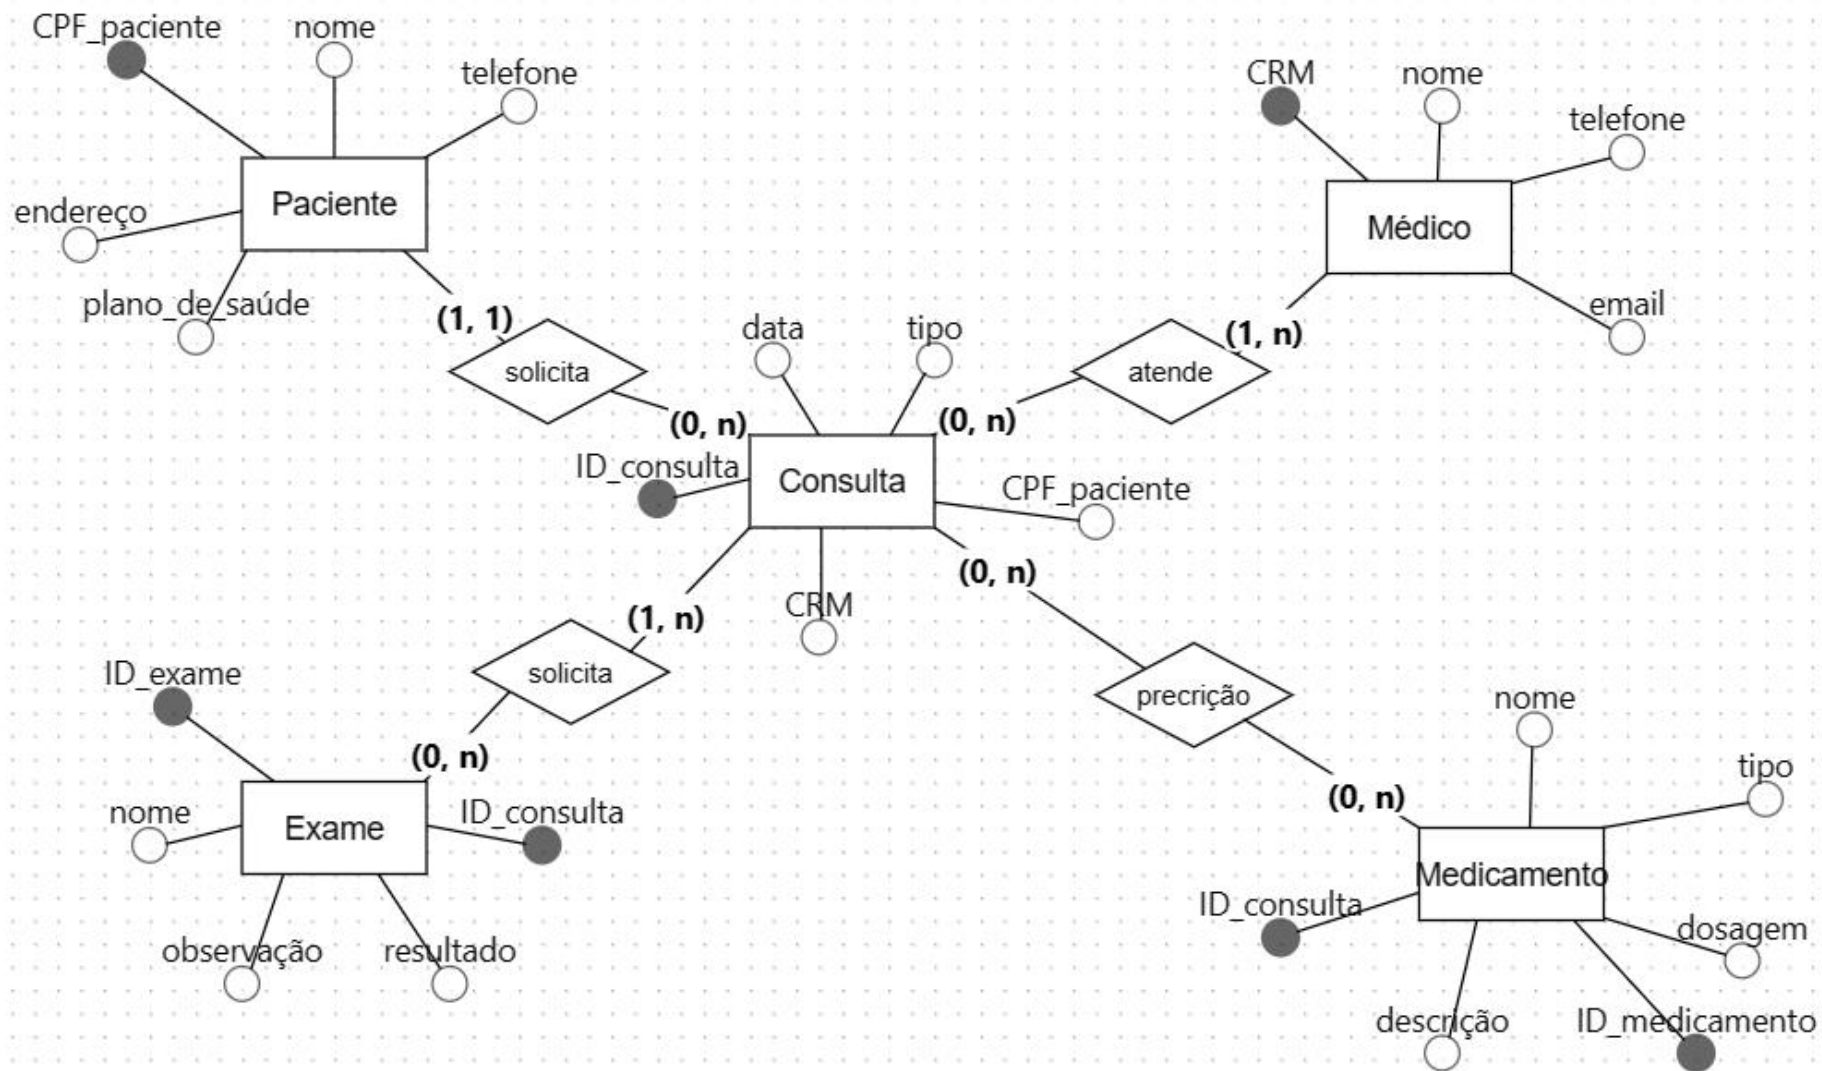 CPF_paciente
nome
telefone
Paciente
endereço
plano_de_saúde
(1, 1)
solicita
(0, n)
CRM
nome
telefone
Médico
email
(1, n)
atende
(0, n)
data
tipo
ID_consulta
Consulta
CPF_paciente
CRM
(1, n)
solicita
(0, n)
ID_exame
nome
Exame
ID_consulta
observação
resultado
(0, n)
precrição
(0, n)
nome
tipo
Medicamento
ID_consulta
dosagem
descrição
ID_medicamento